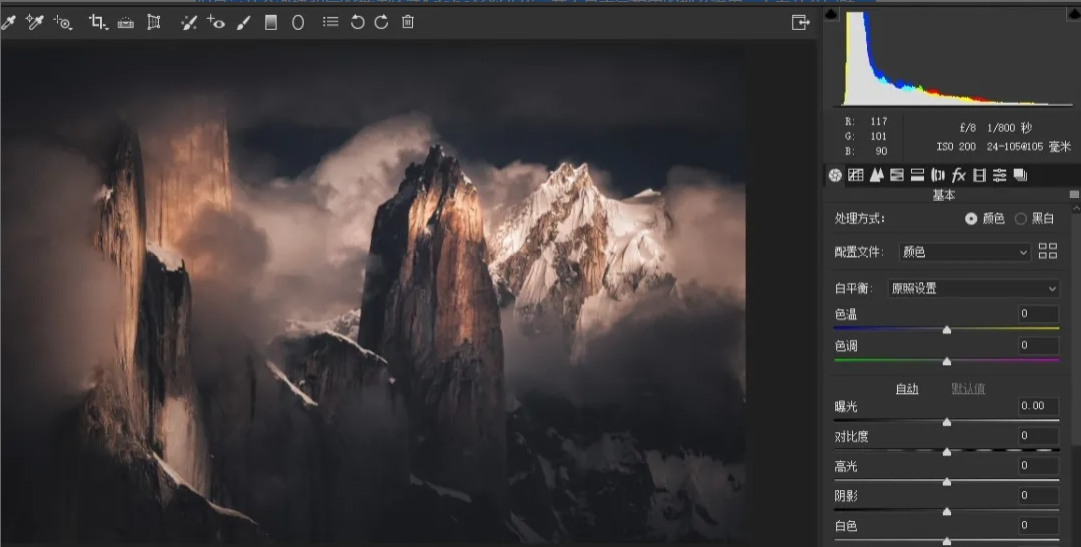 R: 117
G: 101
B: 90
f/8 1/800 秒
ISO 200 24-105@105 毫米
fx
基本
处理方式: 颜色 黑白
配置文件: 颜色
白平衡: 原照设置
色温 0
色调 0
自动 默认值
曝光 0.00
对比度 0
高光 0
阴影 0
白色 0